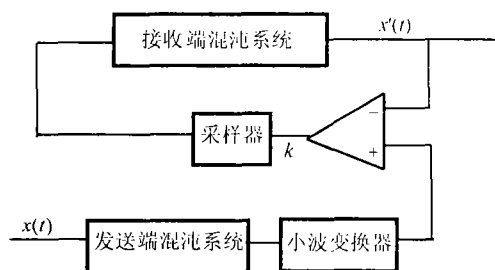 接收端混沌系统
x′(t)
采样器
k
−
+
x(t)
发送端混沌系统
小波变换器